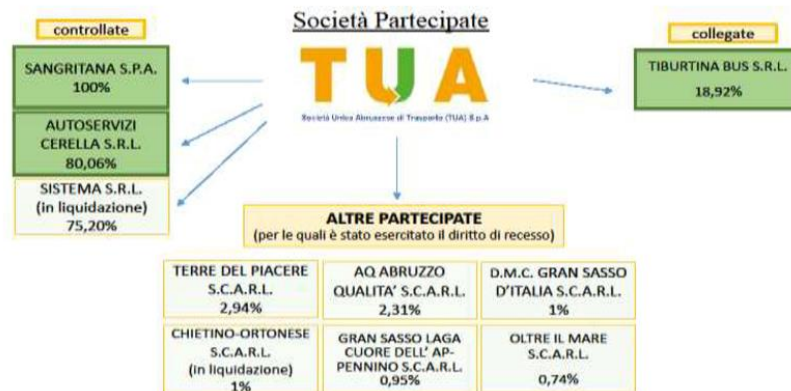 Società Partecipate
controllate
SANGRITANA S.P.A.
100%
AUTOSERVIZI
CERELLA S.R.L.
80,06%
SISTEMA S.R.L.
(in liquidazione)
75,20%
TUA
Società Unica Abruzzese di Trasporto (TUA) S.p.A
collegate
TIBURTINA BUS S.R.L.
18,92%
ALTRE PARTECIPATE
(per le quali è stato esercitato il diritto di recesso)
TERRE DEL PIACERE
S.C.A.R.L.
2,94%
AQ ABRUZZO
QUALITA’ S.C.A.R.L.
2,31%
D.M.C. GRAN SASSO
D’ITALIA S.C.A.R.L.
1%
CHIETINO-ORTONESE
S.C.A.R.L.
(in liquidazione)
1%
GRAN SASSO LAGA
CUORE DELL’ AP-
PENNINO S.C.A.R.L.
0,95%
OLTRE IL MARE
S.C.A.R.L.
0,74%